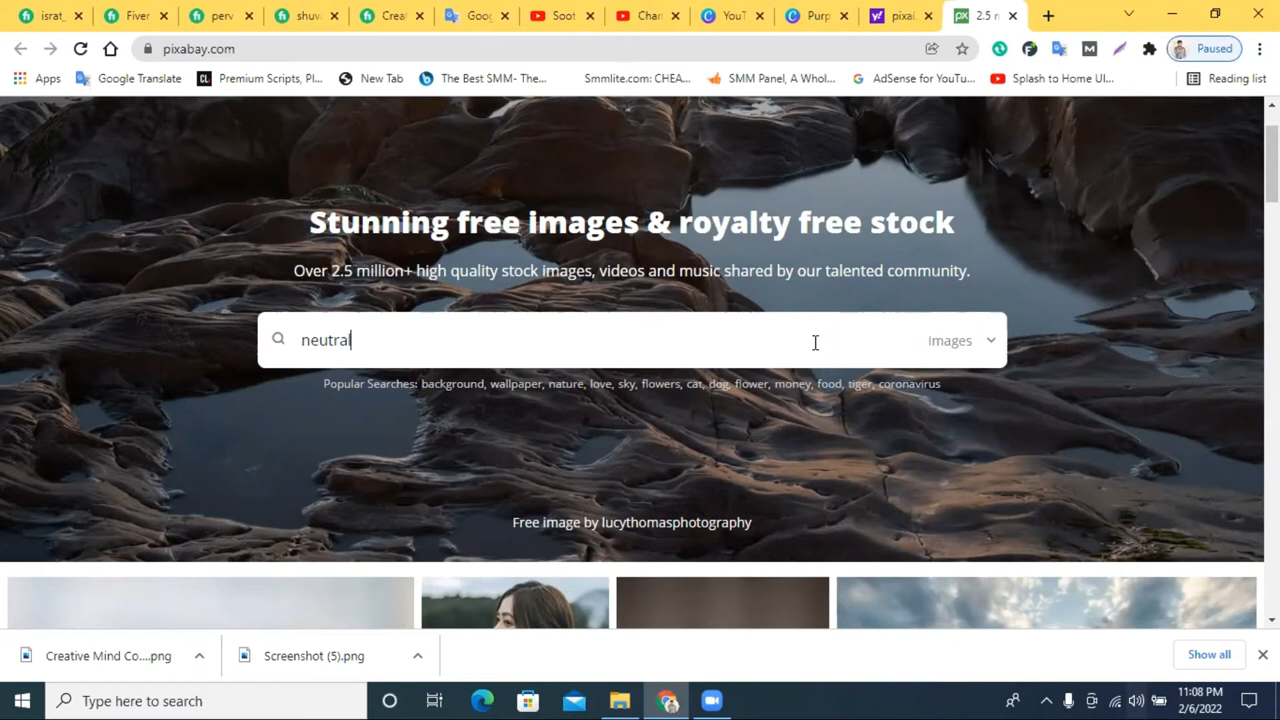 israt_
Fiver
perv
shuv
Creat
Goog
Soot
Chan
YouT
Purp
pixal
2.5 n
pixabay.com
Paused
Apps
Google Translate
Premium Scripts, Pl...
New Tab
The Best SMM- The...
Smmlite.com: CHEA...
SMM Panel, A Whol...
AdSense for YouTu...
Splash to Home UI...
Reading list
Stunning free images & royalty free stock
Over 2.5 million+ high quality stock images, videos and music shared by our talented community.
neutral
Images
Popular Searches: background, wallpaper, nature, love, sky, flowers, cat, dog, flower, money, food, tiger, coronavirus
Free image by lucythomasphotography
Creative Mind Co....png
Screenshot (5).png
Show all
Type here to search
11:08 PM
2/6/2022